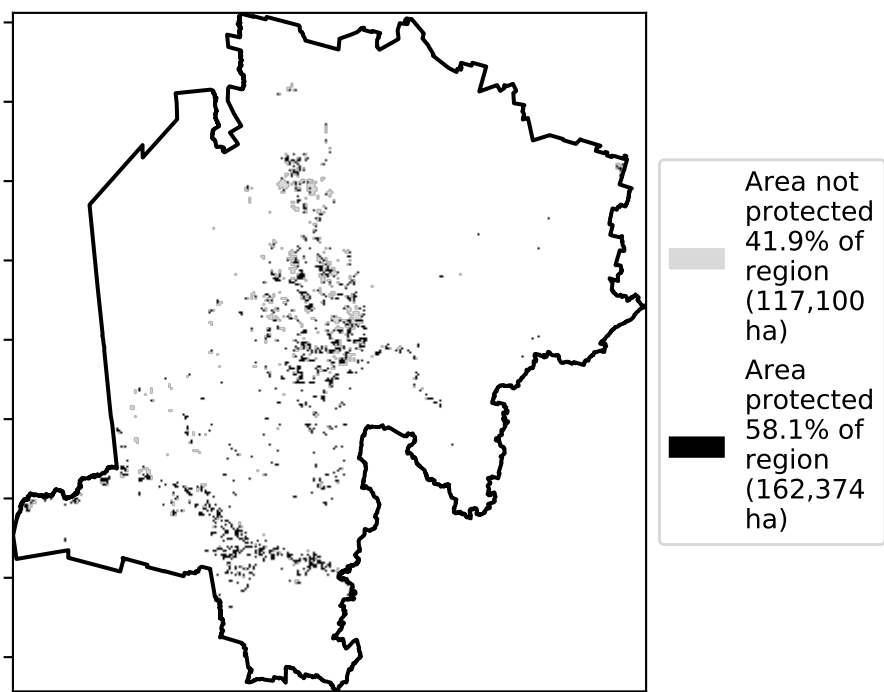 Area not
protected
41.9% of
region
(117,100
ha)
Area
protected
58.1% of
region
(162,374
ha)